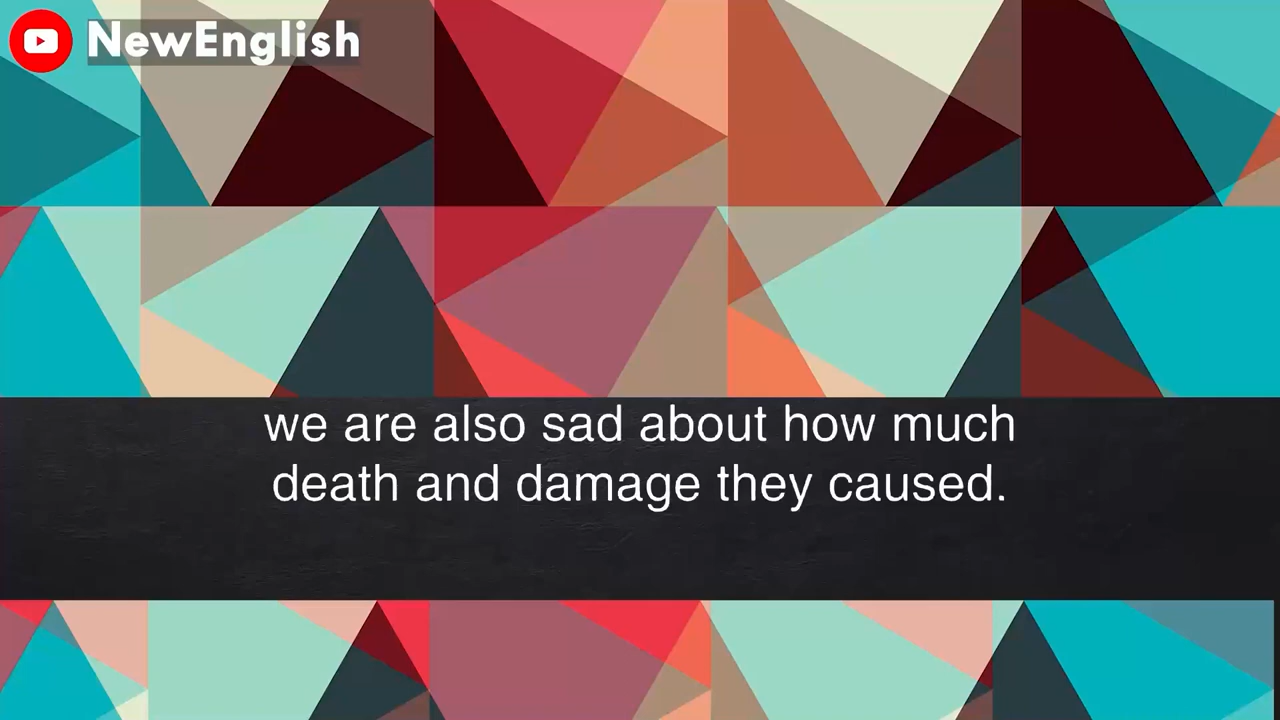 NewEnglish
we are also sad about how much
death and damage they caused.